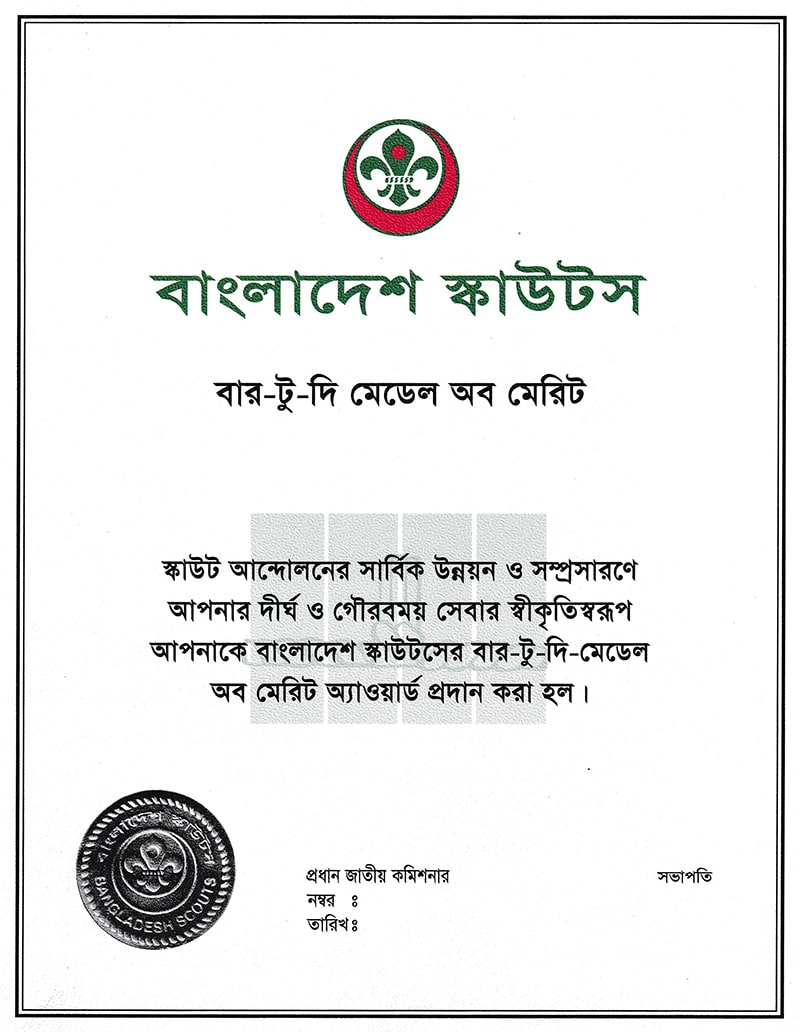 বাংলাদেশ স্কাউটস
বার-টু-দি মেডেল অব মেরিট
স্কাউট আন্দোলনের সার্বিক উন্নয়ন ও সম্প্রসারণে
আপনার দীর্ঘ ও গৌরবময় সেবার স্বীকৃতিস্বরূপ
আপনাকে বাংলাদেশ স্কাউটসের বার-টু-দি-মেডেল
অব মেরিট অ্যাওয়ার্ড প্রদান করা হল।
বাংলাদেশ স্কাউটস
BANGLADESH SCOUTS
প্রধান জাতীয় কমিশনার
সভাপতি
নম্বর :
তারিখ: